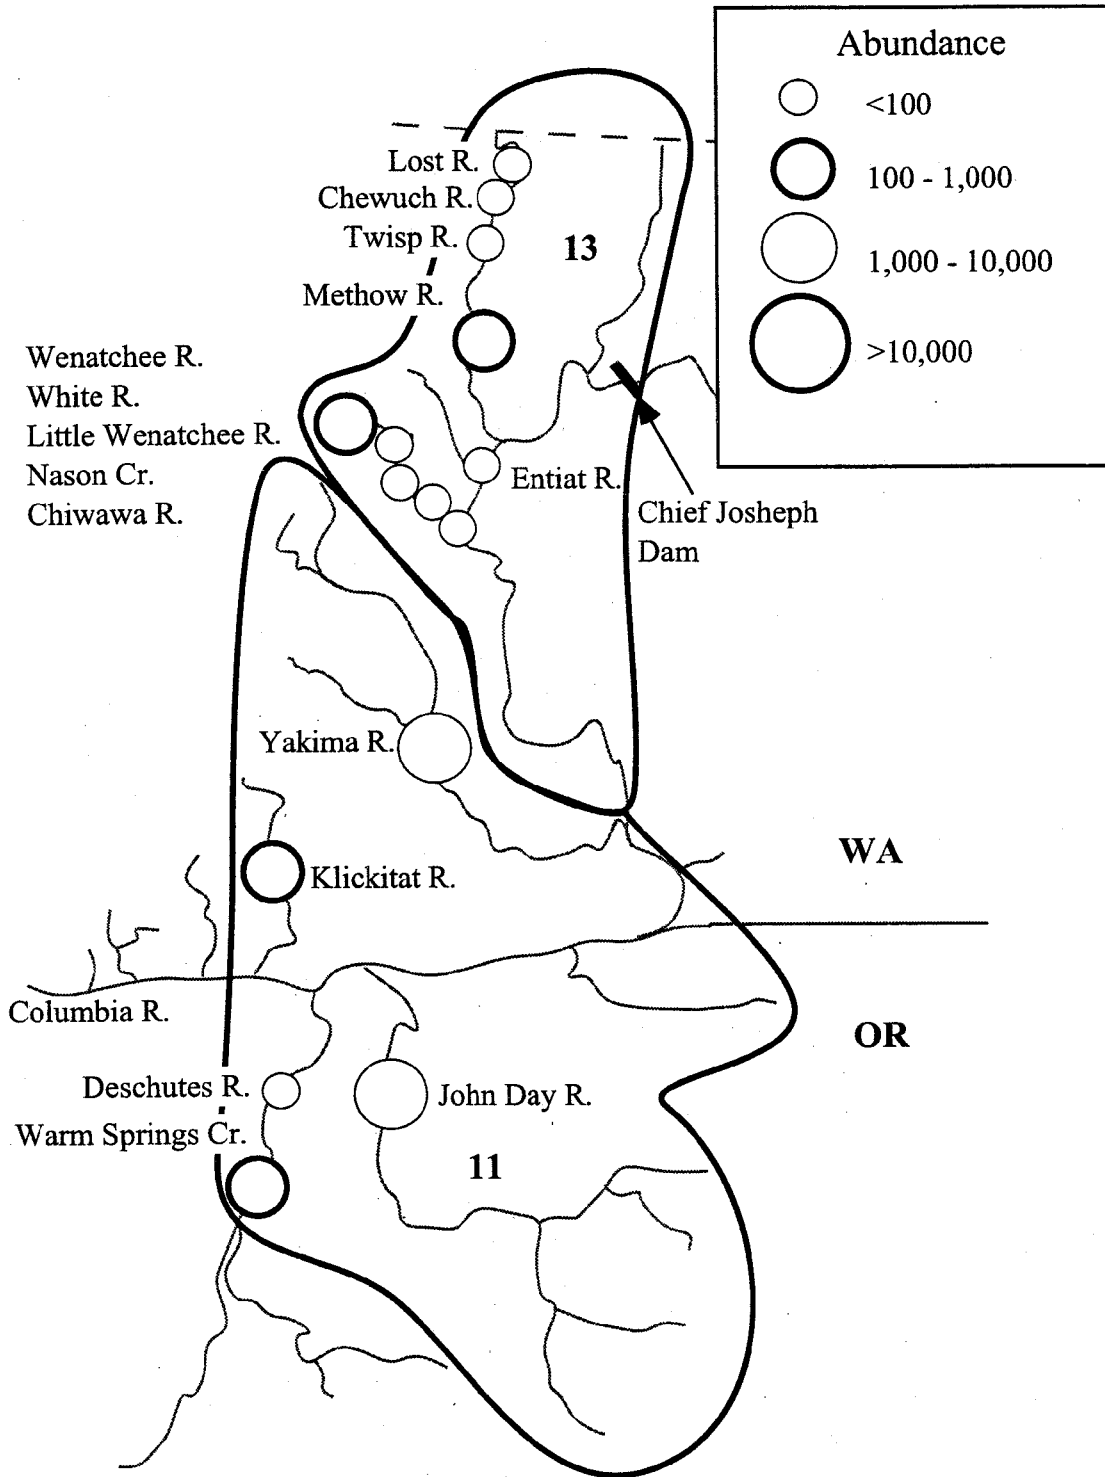 Abundance
<100
100 - 1,000
1,000 - 10,000
>10,000
Lost R.
Chewuch R.
Twisp R.
13
Methow R.
Wenatchee R.
White R.
Little Wenatchee R.
Nason Cr.
Chiwawa R.
Entiat R.
Chief Josheph
Dam
Yakima R.
WA
Klickitat R.
Columbia R.
OR
Deschutes R.
John Day R.
Warm Springs Cr.
11